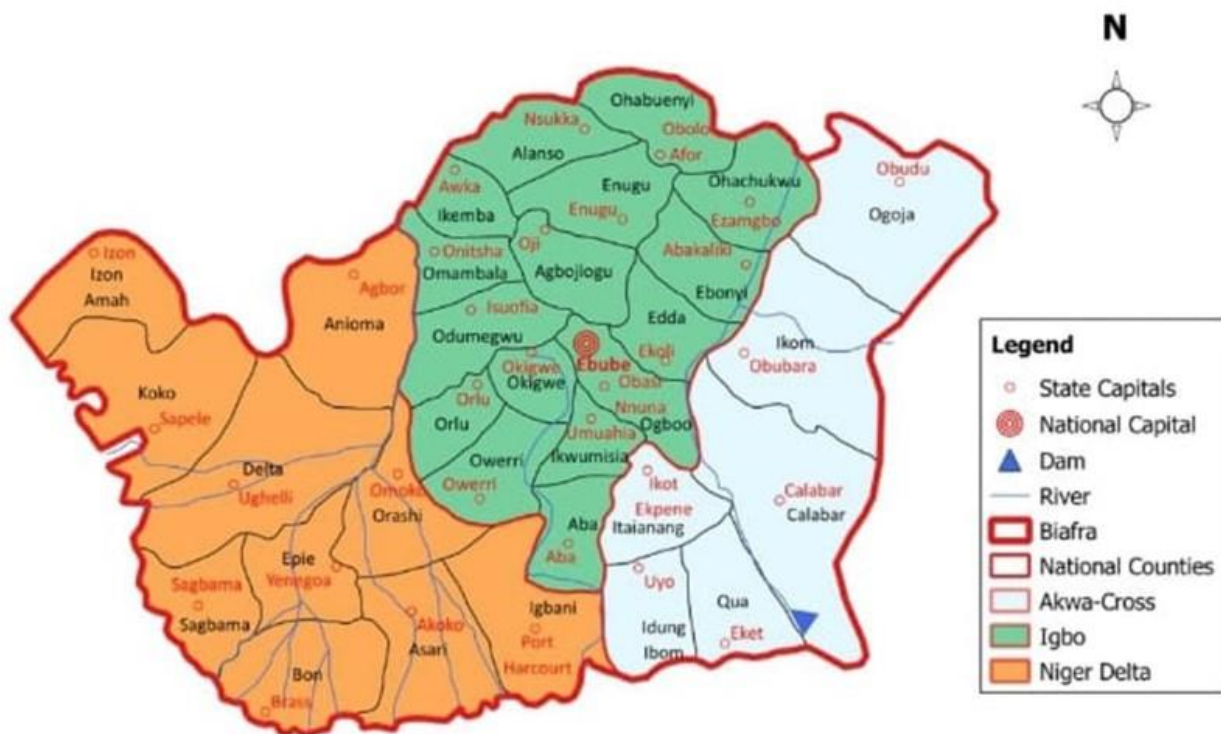 N
Ohabuenyi
Nsukka
Obolo
Alanso
Afor
Obudu
Awka
Enugu
Ohachukwu
Ogoja
Ikemba
Enugu
Ezamgbo
Oji
Abakaliki
Izon
Onitsha
Izon
Amah
Agbor
Omambala
Agbojiogu
Ebonyi
Anioma
Isuofia
Edda
Odumegwu
Ikom
Okigwe
Ebube
Ekoli
Obubara
Koko
Orlu
Okigwe
Obasi
Nnuna
Sapele
Orlu
Umuahia
Ogboo
Owerri
Ikwumisia
Delta
Omoku
Owerri
Ikot
Ekpene
Calabar
Ughelli
Orashi
Aba
Itaianang
Calabar
Epie
Aba
Sagbama
Yenegoa
Uyo
Sagbama
Akoko
Igbani
Qua
Asari
Port
Harcourt
Idung
Ibom
Eket
Bon
Brass
Legend
State Capitals
National Capital
Dam
River
Biafra
National Counties
Akwa-Cross
Igbo
Niger Delta